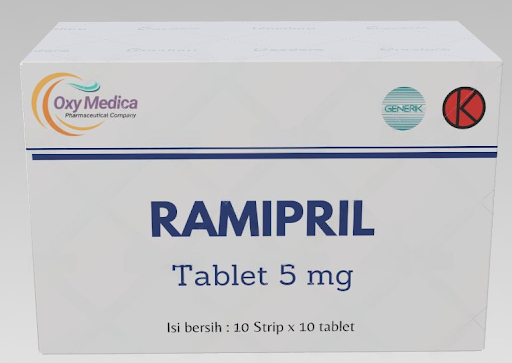 Oxy Medica
Pharmaceutical Company
GENERIK
K
RAMIPRIL
Tablet 5 mg
Isi bersih : 10 Strip x 10 tablet